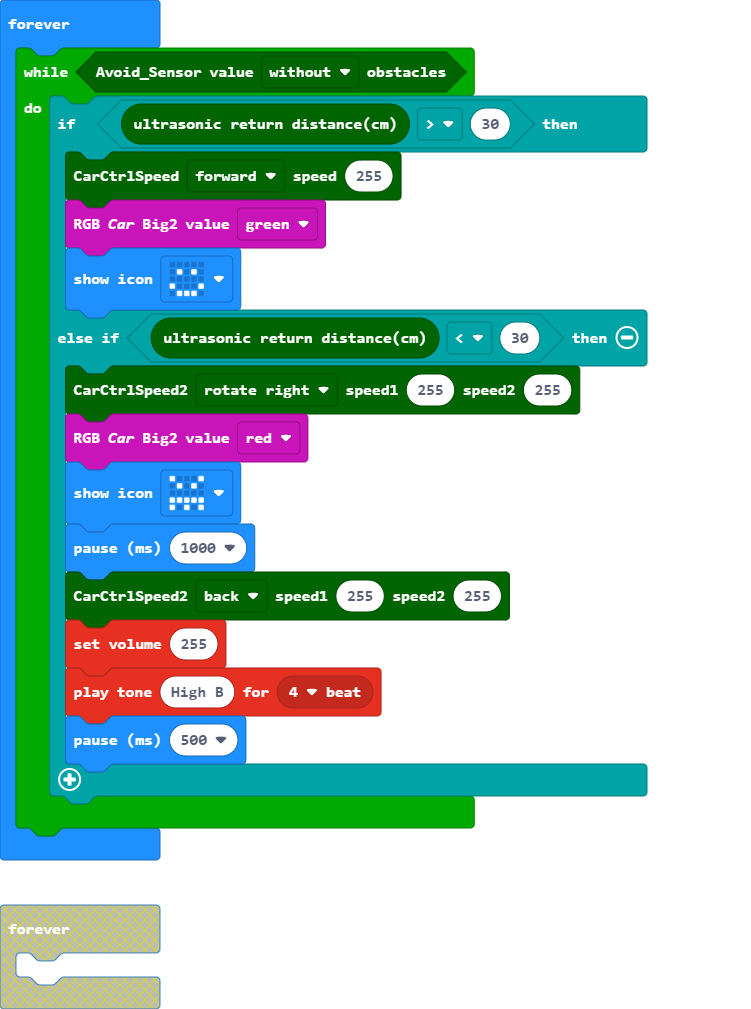 forever
while Avoid_Sensor value without obstacles
do
if ultrasonic return distance(cm) > 30 then
CarCtrlSpeed forward speed 255
RGB Car Big2 value green
show icon
else if ultrasonic return distance(cm) < 30 then
CarCtrlSpeed2 rotate right speed1 255 speed2 255
RGB Car Big2 value red
show icon
pause (ms) 1000
CarCtrlSpeed2 back speed1 255 speed2 255
set volume 255
play tone High B for 4 beat
pause (ms) 500
forever